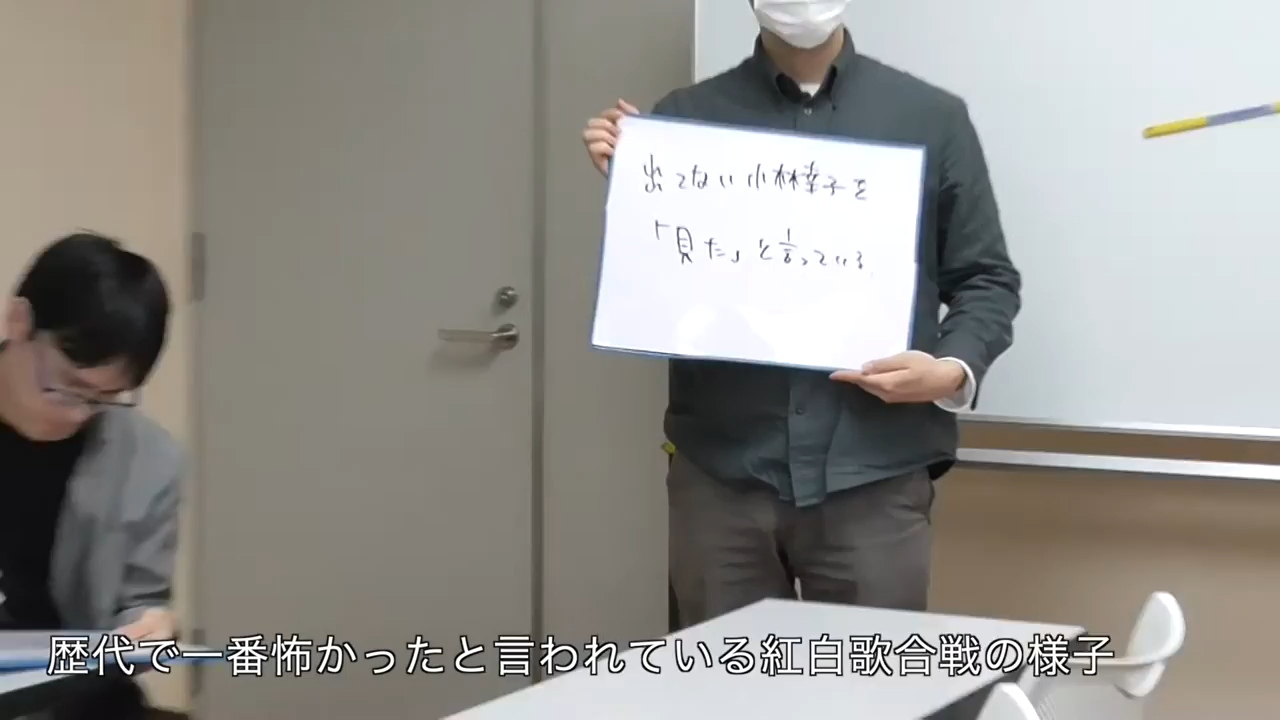 出てない小林幸子を
「見た」と言っている。
歴代で一番怖かったと言われている紅白歌合戦の様子